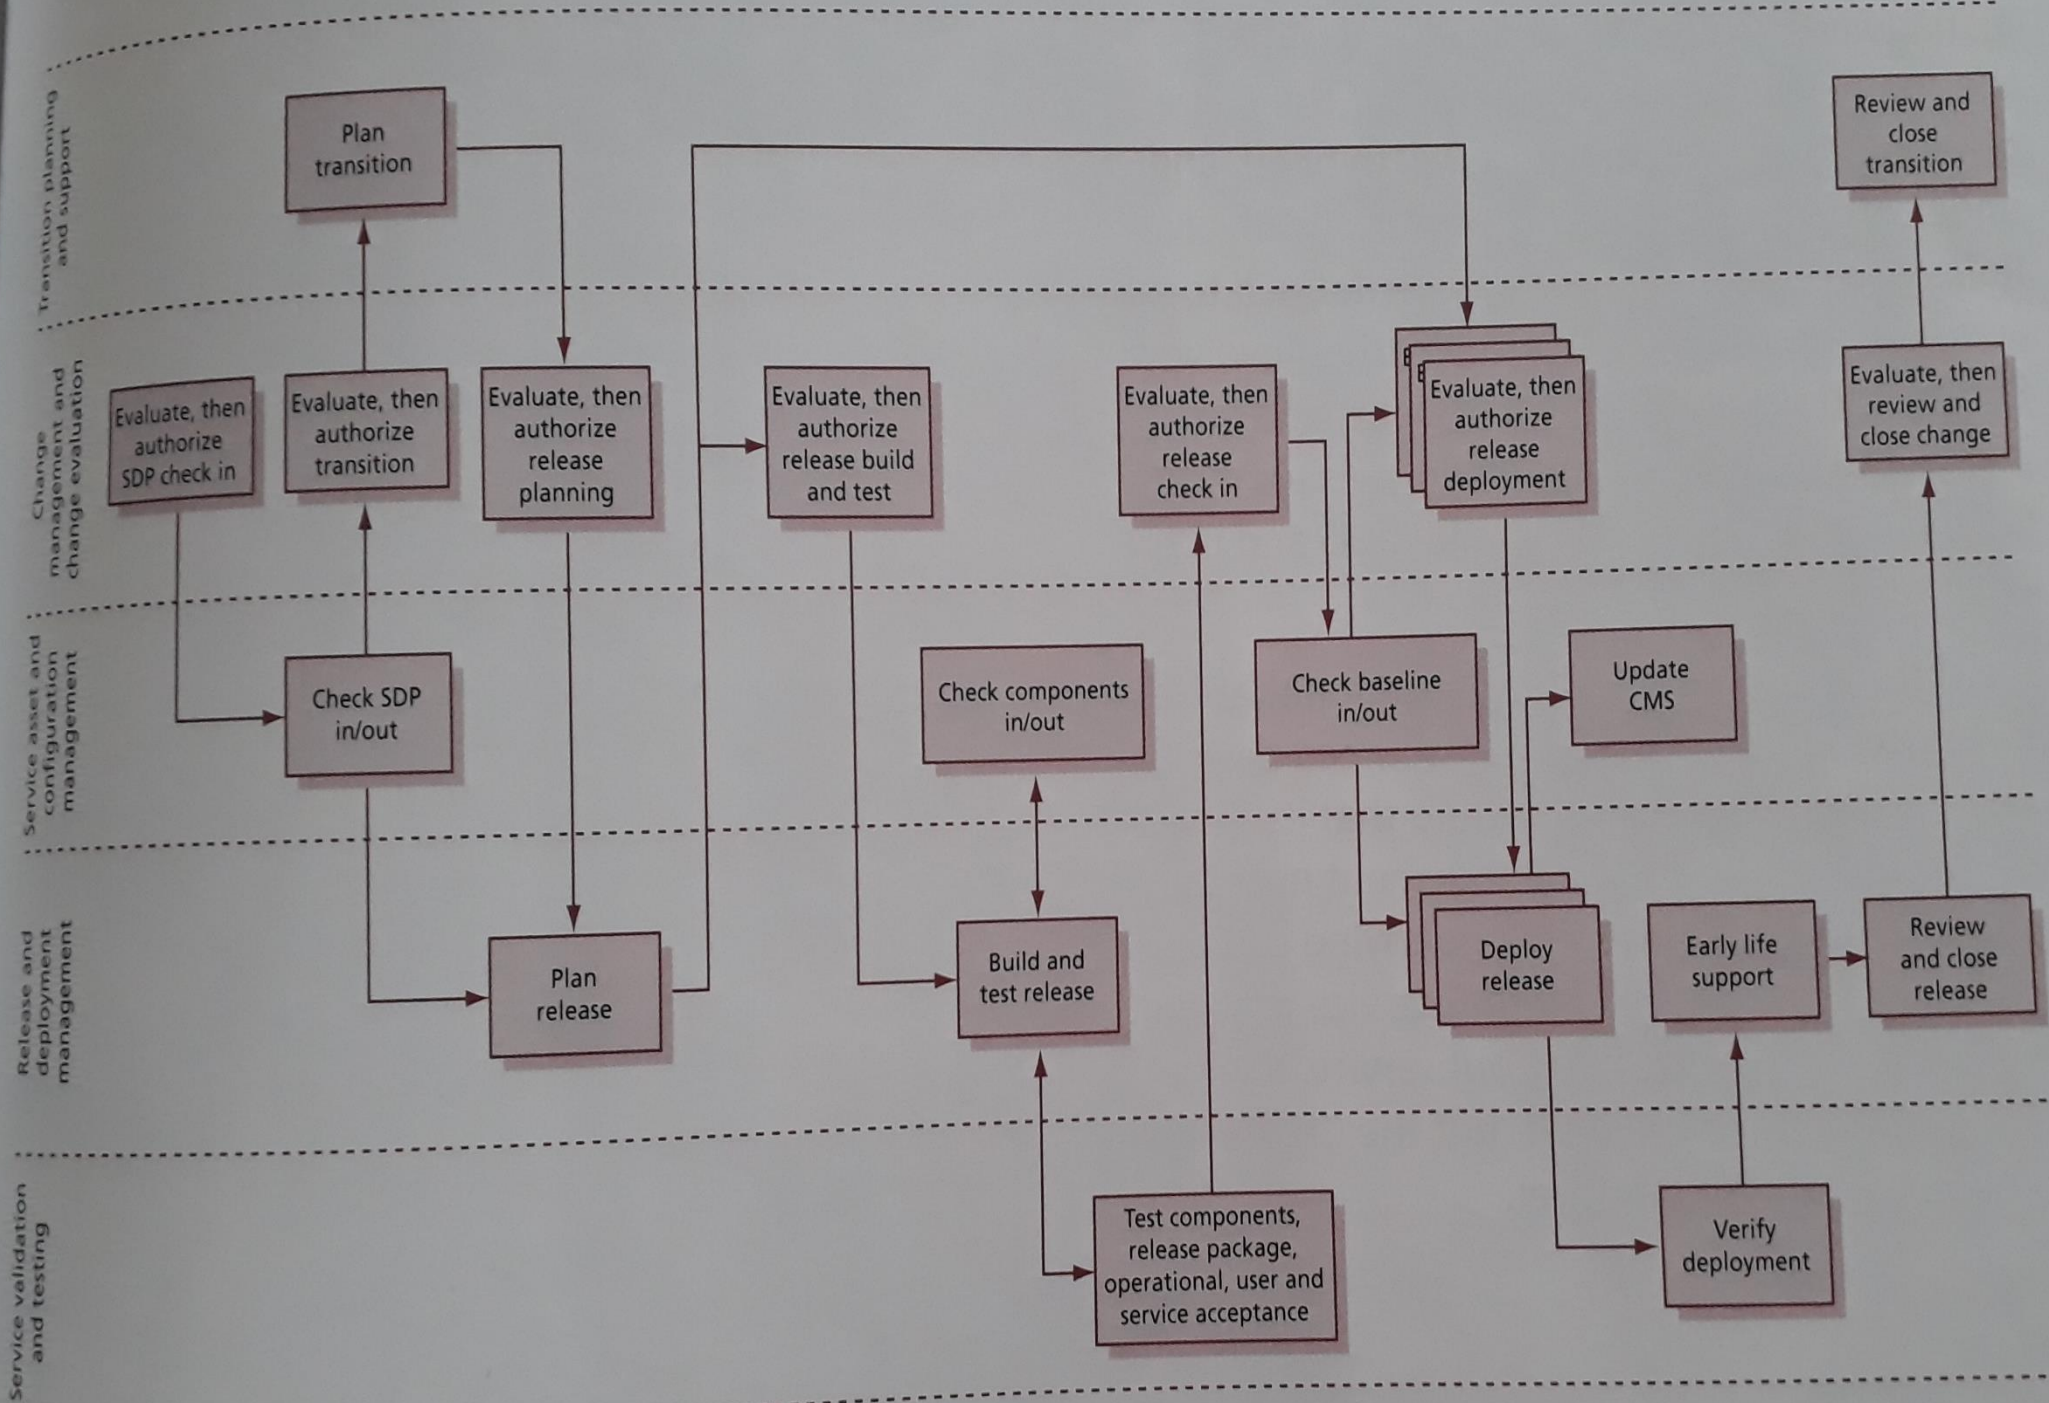 Transition planning
and support
Plan
transition
Review and
close
transition
Change
management and
change evaluation
Evaluate, then
authorize
SDP check in
Evaluate, then
authorize
transition
Evaluate, then
authorize
release
planning
Evaluate, then
authorize
release build
and test
Evaluate, then
authorize
release
check in
E
E
Evaluate, then
authorize
release
deployment
Evaluate, then
review and
close change
Service asset and
configuration
management
Check SDP
in/out
Check components
in/out
Check baseline
in/out
Update
CMS
Release and
deployment
management
Plan
release
Build and
test release
Deploy
release
Early life
support
Review
and close
release
Service validation
and testing
Test components,
release package,
operational, user and
service acceptance
Verify
deployment